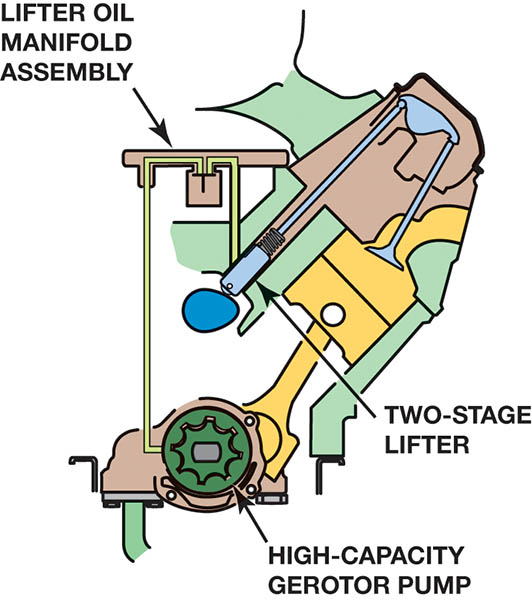 LIFTER OIL
MANIFOLD
ASSEMBLY
TWO-STAGE
LIFTER
HIGH-CAPACITY
GEROTOR PUMP